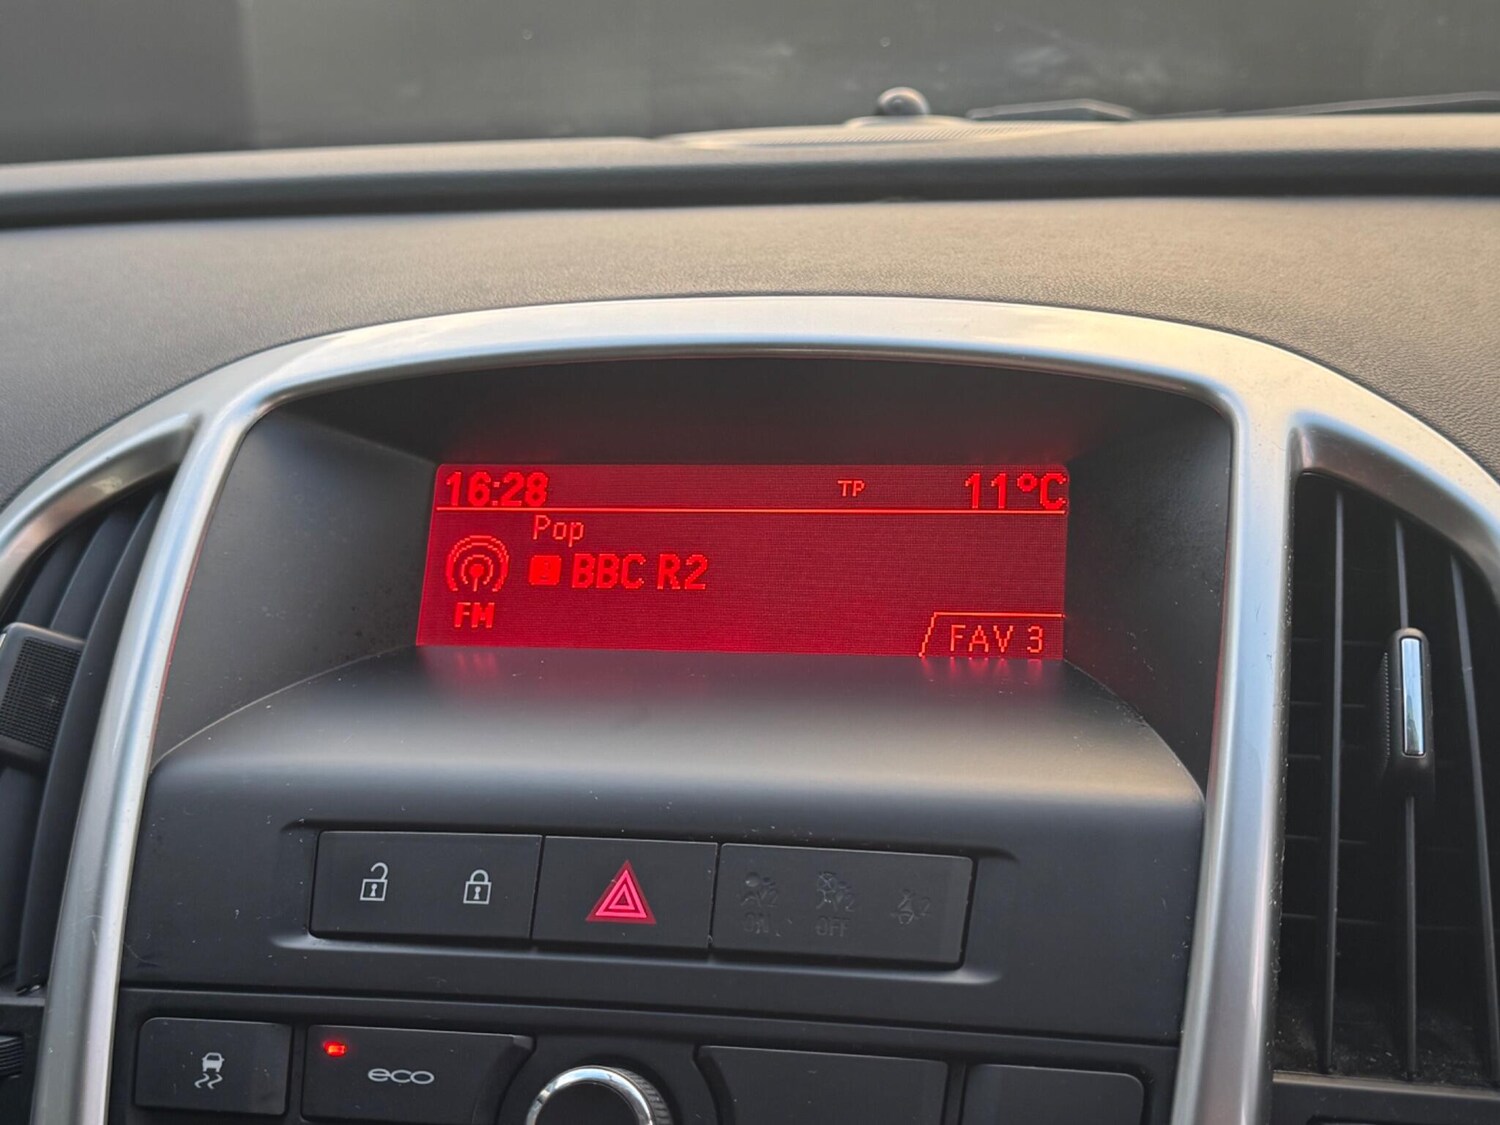 16:28 TP 11°C
Pop
BBC R2
FM
FAV 3
ON OFF
eco